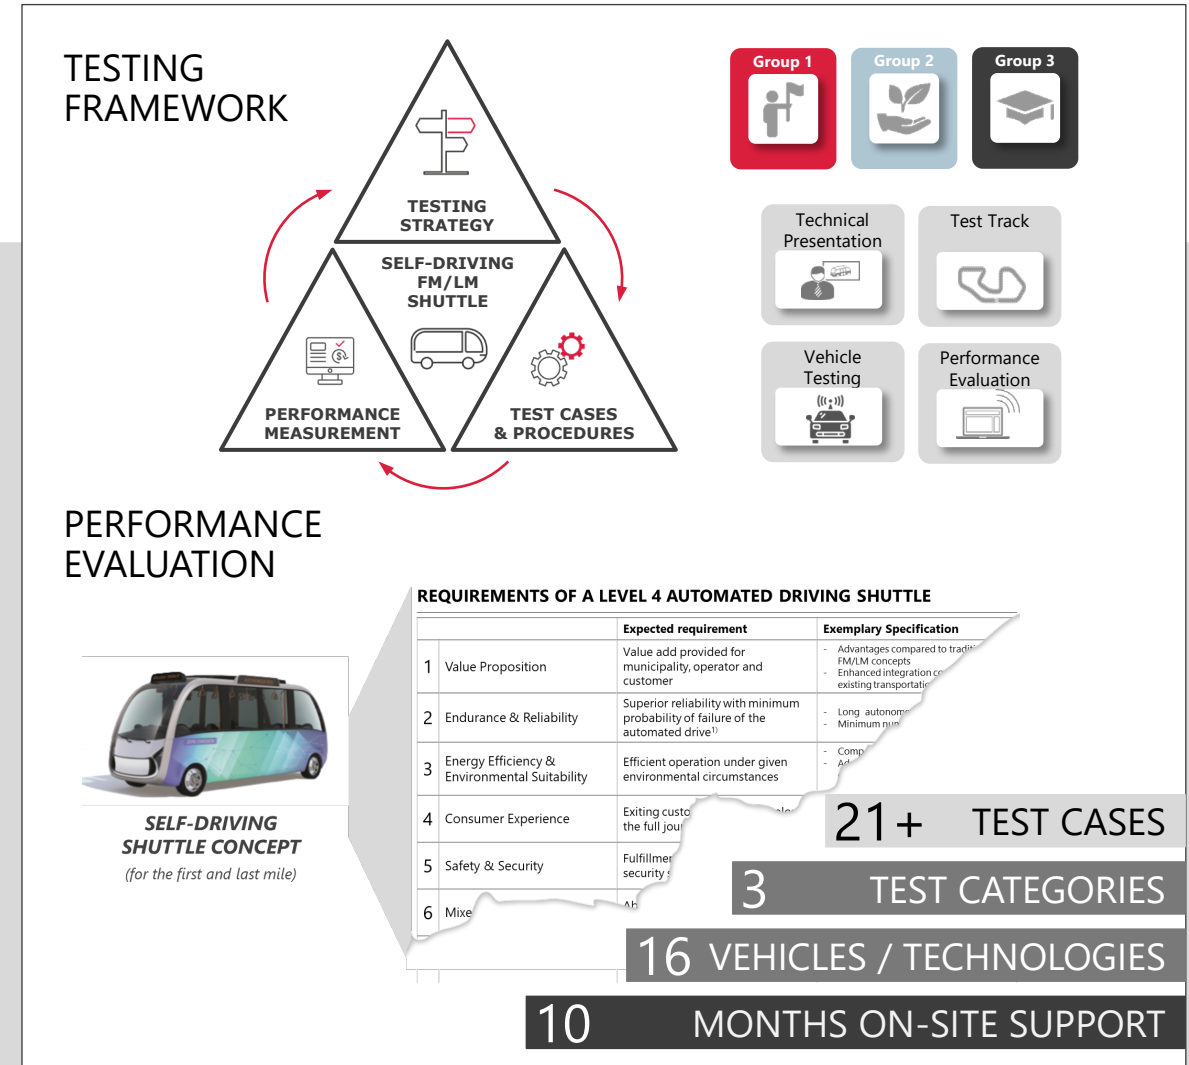 TESTING
FRAMEWORK
TESTING
STRATEGY
SELF-DRIVING
FM/LM
SHUTTLE
PERFORMANCE
MEASUREMENT
TEST CASES
& PROCEDURES
Group 1
Group 2
Group 3
Technical
Presentation
Test Track
Vehicle
Testing
Performance
Evaluation
PERFORMANCE
EVALUATION
REQUIREMENTS OF A LEVEL 4 AUTOMATED DRIVING SHUTTLE
Expected requirement
Exemplary Specification
1 Value Proposition
Value add provided for
municipality, operator and
customer
- Advantages compared to
FM/LM concepts
- Enhanced integration
existing
2 Endurance & Reliability
Superior reliability with minimum
probability of failure of the
automated drive1)
- Long
- Minimum
3 Energy Efficiency &
Environmental Suitability
Efficient operation under given
environmental circumstances
4 Consumer Experience
Exiting
the full
5 Safety & Security
security
6
SELF-DRIVING
SHUTTLE CONCEPT
(for the first and last mile)
21+ TEST CASES
3 TEST CATEGORIES
16 VEHICLES / TECHNOLOGIES
10 MONTHS ON-SITE SUPPORT